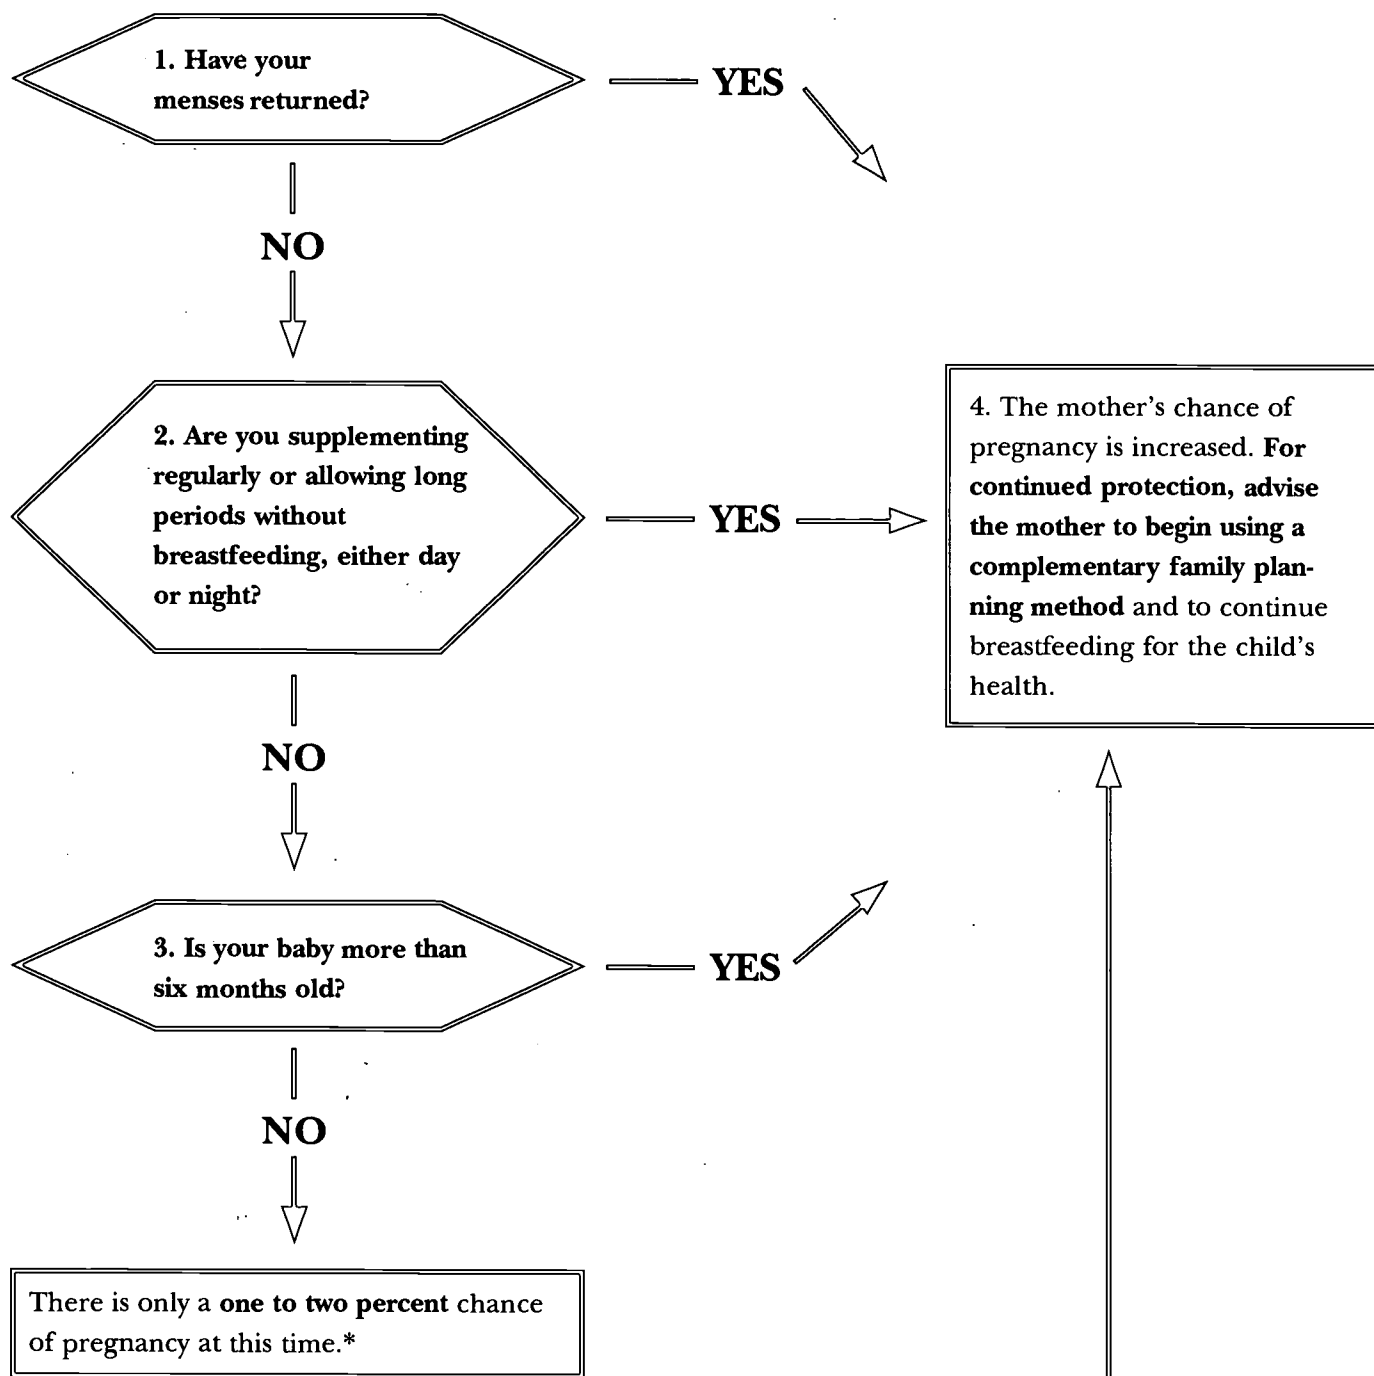 1. Have your
menses returned?
YES
NO
2. Are you supplementing
regularly or allowing long
periods without
breastfeeding, either day
or night?
YES
4. The mother's chance of
pregnancy is increased. For
continued protection, advise
the mother to begin using a
complementary family plan-
ning method and to continue
breastfeeding for the child's
health.
NO
3. Is your baby more than
six months old?
YES
NO
There is only a one to two percent chance
of pregnancy at this time.*